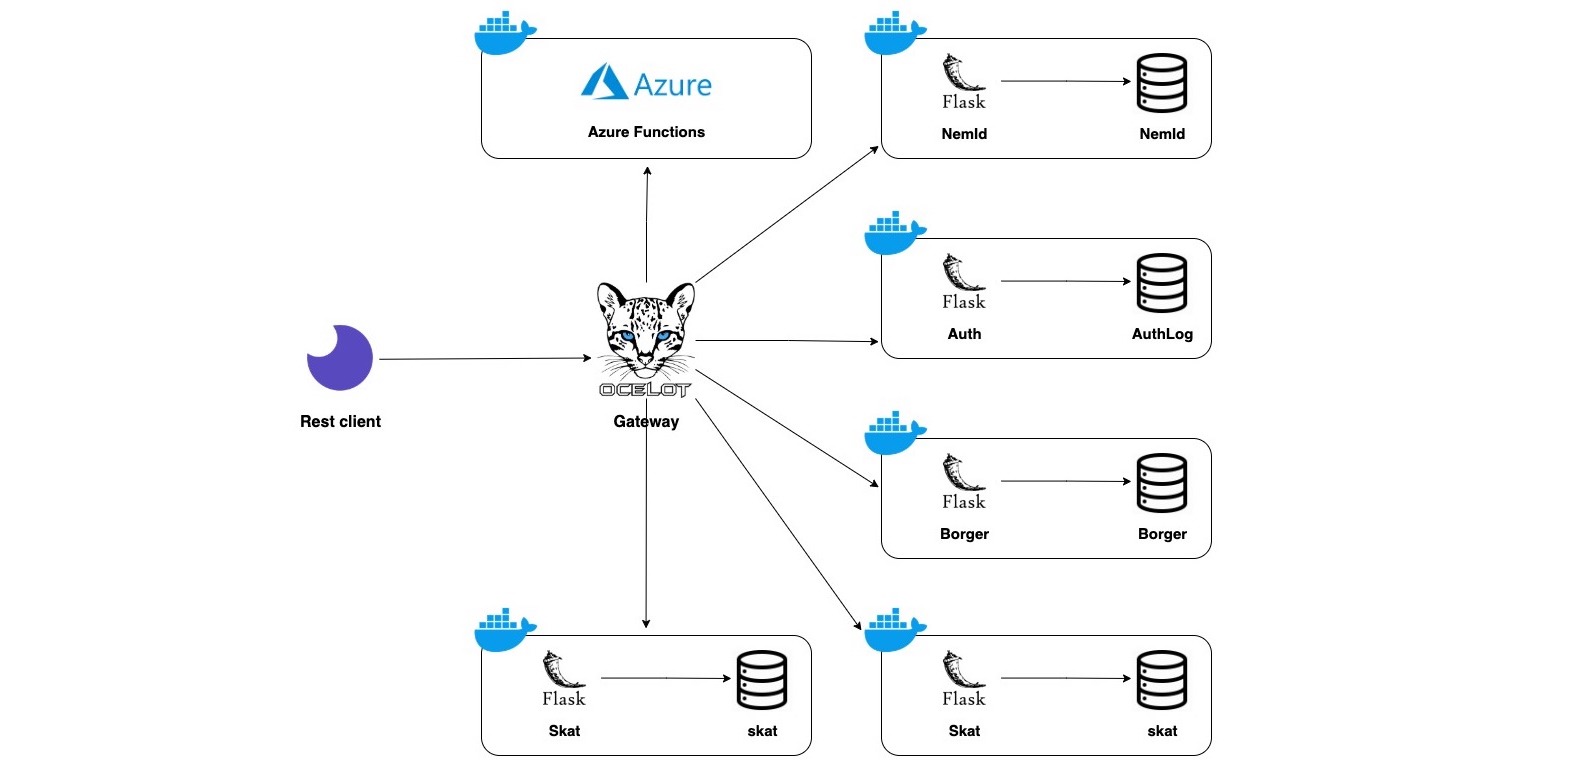 Azure
Azure Functions
Flask
NemId
NemId
Flask
Auth
AuthLog
OCELOT
Gateway
Rest client
Flask
Borger
Borger
Flask
Skat
skat
Flask
Skat
skat